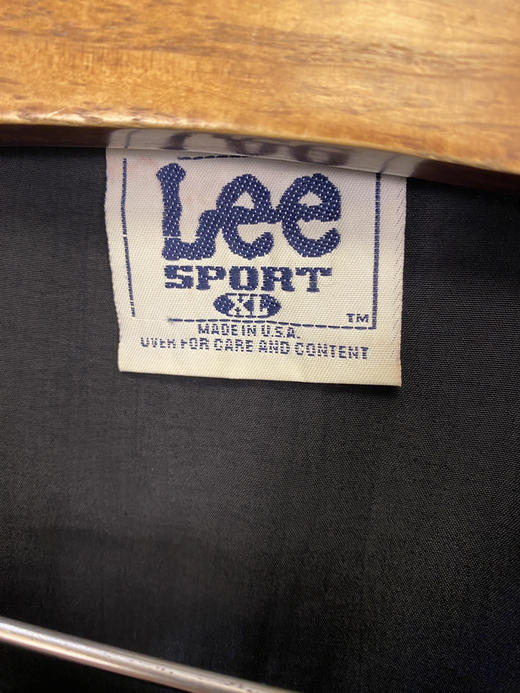 Lee
SPORT
XL
TM
MADE IN U.S.A.
OVER FOR CARE AND CONTENT